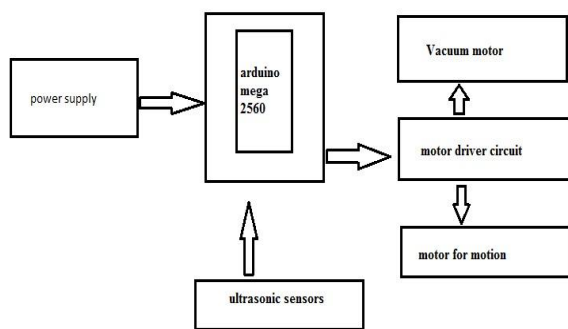 power supply
arduino
mega
2560
Vacuum motor
motor driver circuit
motor for motion
ultrasonic sensors